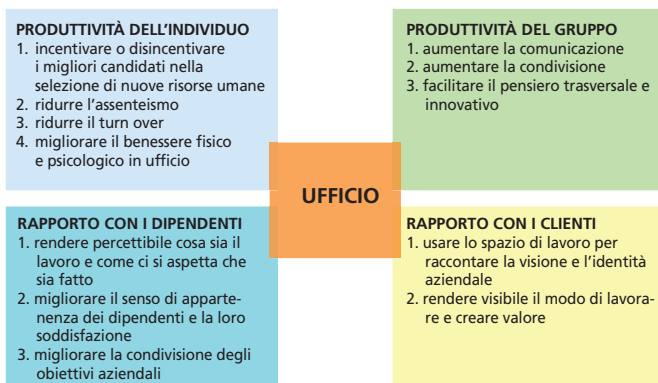 PRODUTTIVITÀ DELL'INDIVIDUO
1. incentivare o disincentivare
i migliori candidati nella
selezione di nuove risorse umane
2. ridurre l'assenteismo
3. ridurre il turn over
4. migliorare il benessere fisico
e psicologico in ufficio
PRODUTTIVITÀ DEL GRUPPO
1. aumentare la comunicazione
2. aumentare la condivisione
3. facilitare il pensiero trasversale e
innovativo
UFFICIO
RAPPORTO CON I DIPENDENTI
1. rendere percettibile cosa sia il
lavoro e come ci si aspetta che
sia fatto
2. migliorare il senso di apparte-
nenza dei dipendenti e la loro
soddisfazione
3. migliorare la condivisione degli
obiettivi aziendali
RAPPORTO CON I CLIENTI
1. usare lo spazio di lavoro per
raccontare la visione e l'identità
aziendale
2. rendere visibile il modo di lavora-
re e creare valore